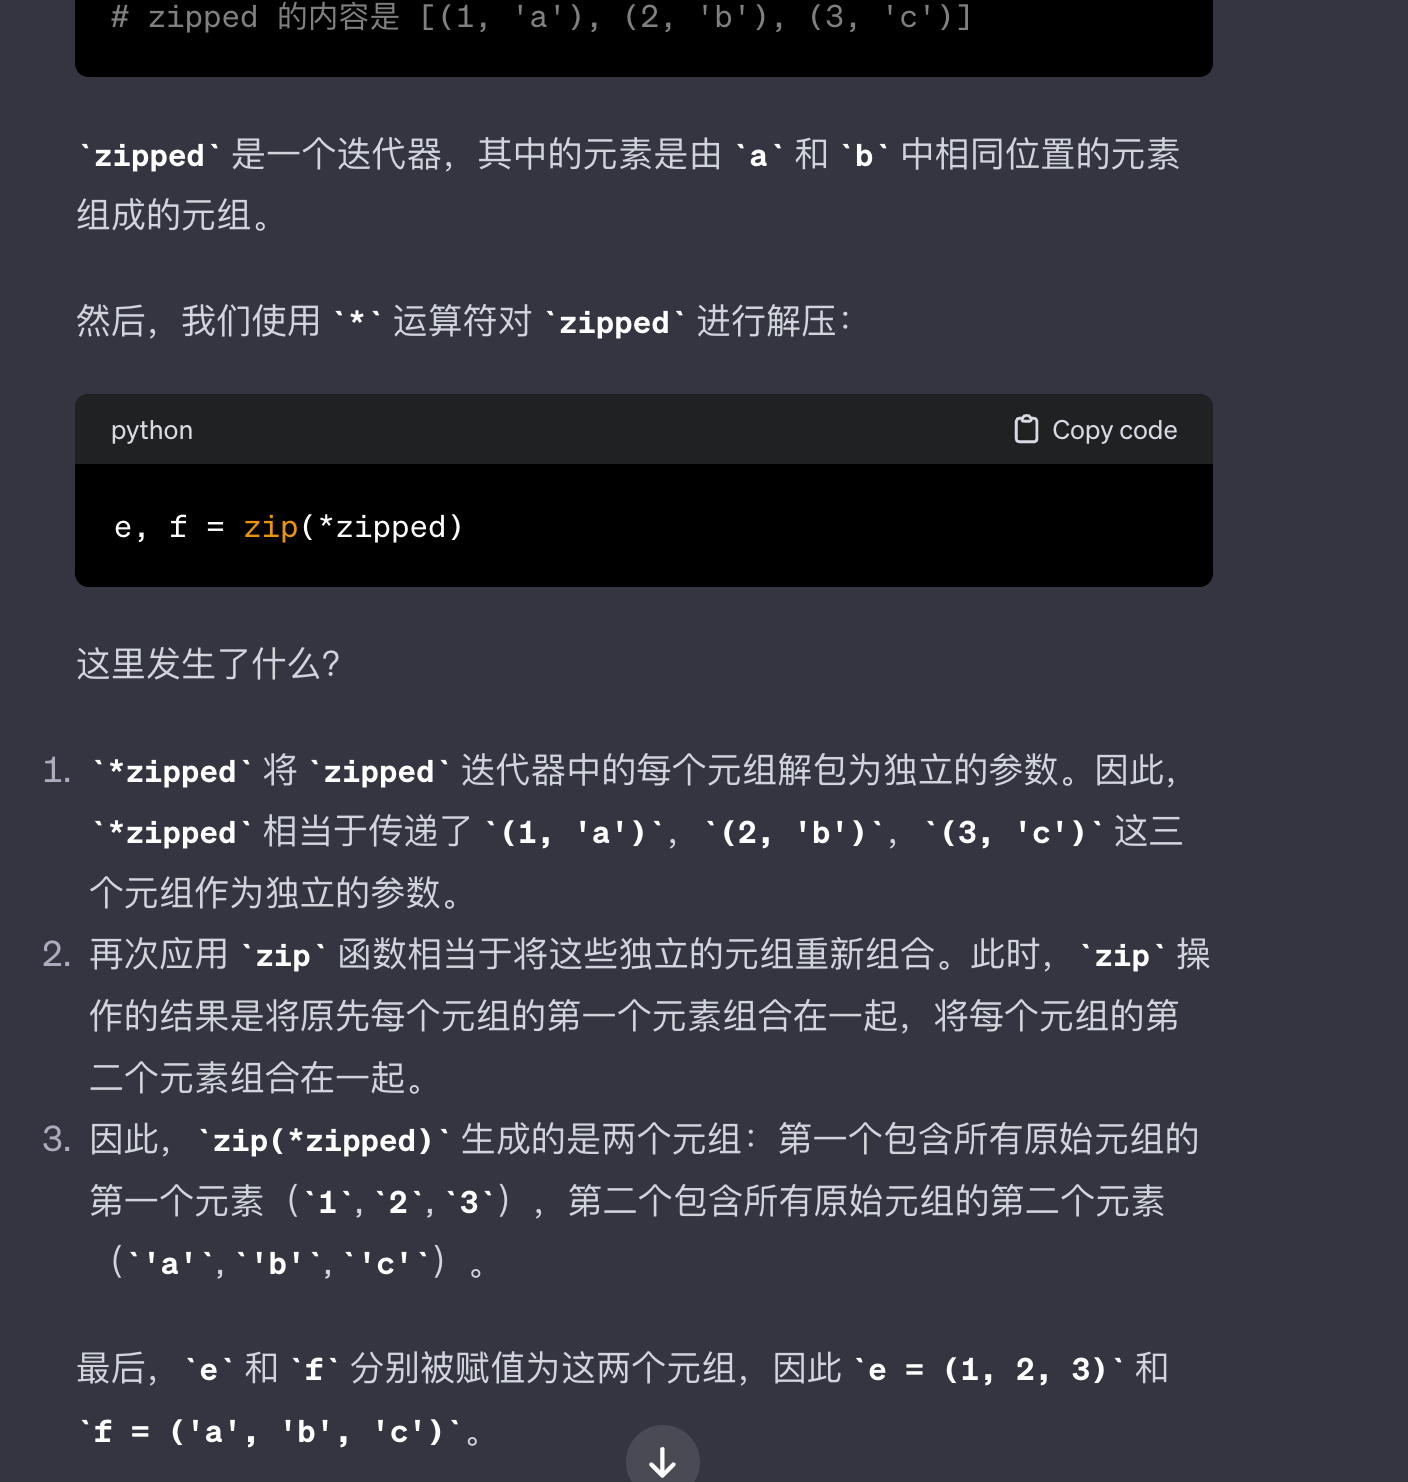 # zipped 的内容是 [(1, 'a'), (2, 'b'), (3, 'c')]
`zipped` 是一个迭代器，其中的元素是由 `a` 和 `b` 中相同位置的元素
组成的元组。
然后，我们使用 `*` 运算符对 `zipped` 进行解压：
python
Copy code
e, f = zip(*zipped)
这里发生了什么？
1. `*zipped` 将 `zipped` 迭代器中的每个元组解包为独立的参数。因此，
`*zipped` 相当于传递了 `(1, 'a')`, `(2, 'b')`, `(3, 'c')` 这三
个元组作为独立的参数。
2. 再次应用 `zip` 函数相当于将这些独立的元组重新组合。此时， `zip` 操
作的结果是将原先每个元组的第一个元素组合在一起，将每个元组的第
二个元素组合在一起。
3. 因此， `zip(*zipped)` 生成的是两个元组：第一个包含所有原始元组的
第一个元素（`1`, `2`, `3`），第二个包含所有原始元组的第二个元素
（`'a'`, `'b'`, `'c'`）。
最后， `e` 和 `f` 分别被赋值为这两个元组，因此 `e = (1, 2, 3)` 和
`f = ('a', 'b', 'c')`。